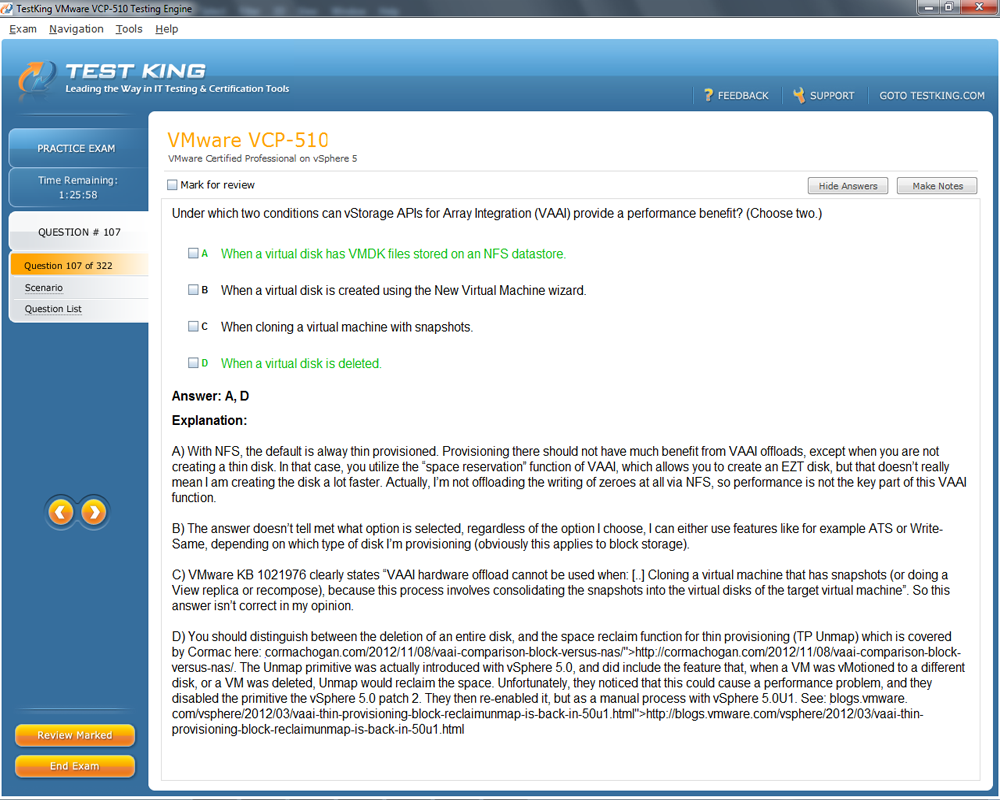 TestKing VMware VCP-510 Testing Engine
Exam Navigation Tools Help
TEST KING
Leading the Way in IT Testing & Certification Tools
? FEEDBACK SUPPORT GOTO TESTKING.COM
PRACTICE EXAM
Time Remaining:
1:25:58
QUESTION # 107
Question 107 of 322
Scenario
Question List
Review Marked
End Exam
VMware VCP-510
VMware Certified Professional on vSphere 5
Mark for review
Hide Answers
Make Notes
Under which two conditions can vStorage APIs for Array Integration (VAAI) provide a performance benefit? (Choose two.)
A When a virtual disk has VMDK files stored on an NFS datastore.
B When a virtual disk is created using the New Virtual Machine wizard.
C When cloning a virtual machine with snapshots.
D When a virtual disk is deleted.
Answer: A, D
Explanation:
A) With NFS, the default is alway thin provisioned. Provisioning there should not have much benefit from VAAI offloads, except when you are not
creating a thin disk. In that case, you utilize the “space reservation” function of VAAI, which allows you to create an EZT disk, but that doesn’t really
mean I am creating the disk a lot faster. Actually, I’m not offloading the writing of zeroes at all via NFS, so performance is not the key part of this VAAI
function.
B) The answer doesn’t tell met what option is selected, regardless of the option I choose, I can either use features like for example ATS or Write-
Same, depending on which type of disk I’m provisioning (obviously this applies to block storage).
C) VMware KB 1021976 clearly states “VAAI hardware offload cannot be used when: [..] Cloning a virtual machine that has snapshots (or doing a
View replica or recompose), because this process involves consolidating the snapshots into the virtual disks of the target virtual machine”. So this
answer isn’t correct in my opinion.
D) You should distinguish between the deletion of an entire disk, and the space reclaim function for thin provisioning (TP Unmap) which is covered
by Cormac here: cormachogan.com/2012/11/08/vaai-comparison-block-versus-nas/">http://cormachogan.com/2012/11/08/vaai-comparison-block-
versus-nas/. The Unmap primitive was actually introduced with vSphere 5.0, and did include the feature that, when a VM was vMotioned to a different
disk, or a VM was deleted, Unmap would reclaim the space. Unfortunately, they noticed that this could cause a performance problem, and they
disabled the primitive the vSphere 5.0 patch 2. They then re-enabled it, but as a manual process with vSphere 5.0U1. See: blogs.vmware.
com/vsphere/2012/03/vaai-thin-provisioning-block-reclaimunmap-is-back-in-50u1.html">http://blogs.vmware.com/vsphere/2012/03/vaai-thin-
provisioning-block-reclaimunmap-is-back-in-50u1.html